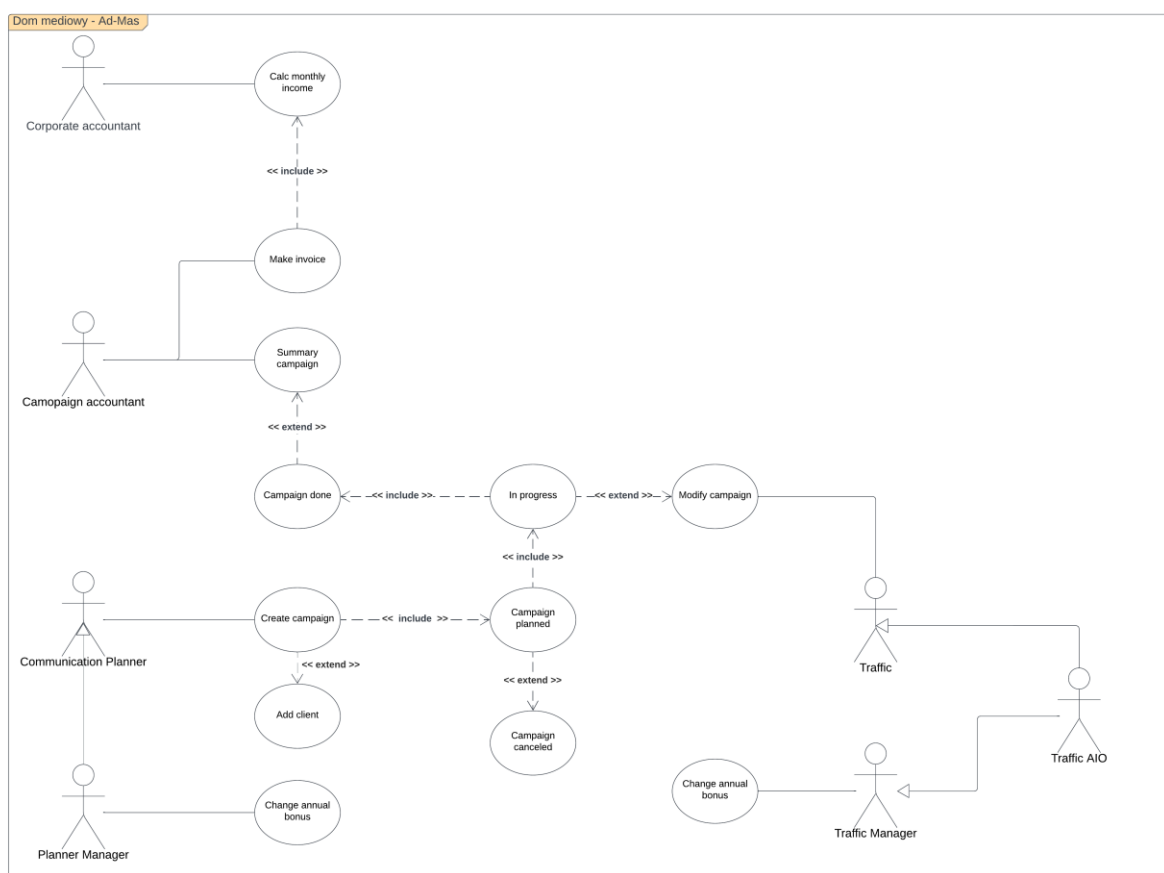 Dom mediowy - Ad-Mas
Calc monthly
income
Corporate accountant
<< include >>
Make invoice
Summary
campaign
Camopaign accountant
<< extend >>
Campaign done
<< include >>
In progress
<< extend >>
Modify campaign
<< include >>
Create campaign
<< include >>
Campaign
planned
Communication Planner
<< extend >>
Traffic
<< extend >>
Add client
Campaign
canceled
Traffic AIO
Change annual
bonus
Change annual
bonus
Traffic Manager
Planner Manager